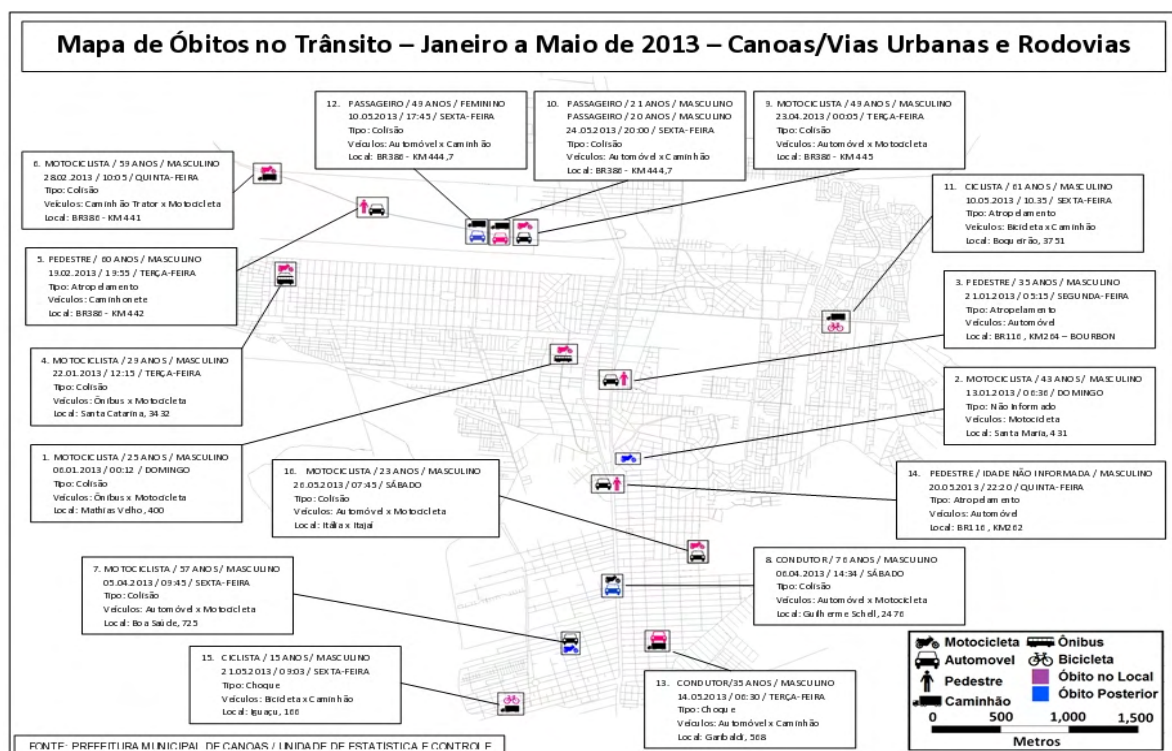 Mapa de Óbitos no Trânsito – Janeiro a Maio de 2013 – Canoas/Vias Urbanas e Rodovias
12. PASSAGEIRO / 49 ANOS / FEMININO
10.05.2013 / 17:45 / SEXTA-FEIRA
Tipo: Colisão
Veículos: Automóvel x Caminhão
Local: BR386 - KM 444,7
10. PASSAGEIRO / 21 ANOS / MASCULINO
PASSAGEIRO / 20 ANOS / MASCULINO
24.05.2013 / 20:00 / SEXTA-FEIRA
Tipo: Colisão
Veículos: Automóvel x Caminhão
Local: BR386 - KM 444,7
9. MOTOCICLISTA / 49 ANOS / MASCULINO
23.04.2013 / 00:05 / TERÇA-FEIRA
Tipo: Colisão
Veículos: Automóvel x Motocicleta
Local: BR386 - KM 445
6. MOTOCICLISTA / 59 ANOS / MASCULINO
28.02.2013 / 10:05 / QUINTA-FEIRA
Tipo: Colisão
Veículos: Caminhão Trator x Motocicleta
Local: BR386 - KM 441
11. CICLISTA / 61 ANOS / MASCULINO
10.05.2013 / 10.35 / SEXTA-FEIRA
Tipo: Atropelamento
Veículos: Bicicleta x Caminhão
Local: Boqueirão, 3751
5. PEDESTRE / 60 ANOS / MASCULINO
19.02.2013 / 19:55 / TERÇA-FEIRA
Tipo: Atropelamento
Veículos: Caminhonete
Local: BR386 - KM 442
3. PEDESTRE / 35 ANOS / MASCULINO
21.01.2013 / 05:15 / SEGUNDA-FEIRA
Tipo: Atropelamento
Veículos: Automóvel
Local: BR116, KM264 – BOURBON
4. MOTOCICLISTA / 29 ANOS / MASCULINO
22.01.2013 / 12:15 / TERÇA-FEIRA
Tipo: Colisão
Veículos: Ônibus x Motocicleta
Local: Santa Catarina, 3432
2. MOTOCICLISTA / 43 ANOS / MASCULINO
13.01.2013 / 06:36 / DOMINGO
Tipo: Não Informado
Veículos: Motocicleta
Local: Santa Maria, 431
1. MOTOCICLISTA / 25 ANOS / MASCULINO
06.01.2013 / 00:12 / DOMINGO
Tipo: Colisão
Veículos: Ônibus x Motocicleta
Local: Mathias Velho, 400
16. MOTOCICLISTA / 23 ANOS / MASCULINO
26.05.2013 / 07:45 / SÁBADO
Tipo: Colisão
Veículos: Automóvel x Motocicleta
Local: Itália x Itajaí
14. PEDESTRE / IDADE NÃO INFORMADA / MASCULINO
20.05.2013 / 22:20 / QUINTA-FEIRA
Tipo: Atropelamento
Veículos: Automóvel
Local: BR116, KM262
7. MOTOCICLISTA / 57 ANOS / MASCULINO
05.04.2013 / 09:45 / SEXTA-FEIRA
Tipo: Colisão
Veículos: Automóvel x Motocicleta
Local: Boa Saúde, 725
8. CONDUTOR / 76 ANOS / MASCULINO
06.04.2013 / 14:34 / SÁBADO
Tipo: Colisão
Veículos: Automóvel x Motocicleta
Local: Guilherme Schell, 2476
15. CICLISTA / 15 ANOS / MASCULINO
21.05.2013 / 09:03 / SEXTA-FEIRA
Tipo: Choque
Veículos: Bicicleta x Caminhão
Local: Iguaçu, 166
13. CONDUTOR/35 ANOS / MASCULINO
14.05.2013 / 06:30 / TERÇA-FEIRA
Tipo: Choque
Veículos: Automóvel x Caminhão
Local: Garibaldi, 568
Motocicleta
Ônibus
Automovel
Bicicleta
Pedestre
Óbito no Local
Caminhão
Óbito Posterior
0 500 1,000 1,500
Metros
FONTE: PREFEITURA MUNICIPAL DE CANOAS / UNIDADE DE ESTATISTICA E CONTROLE